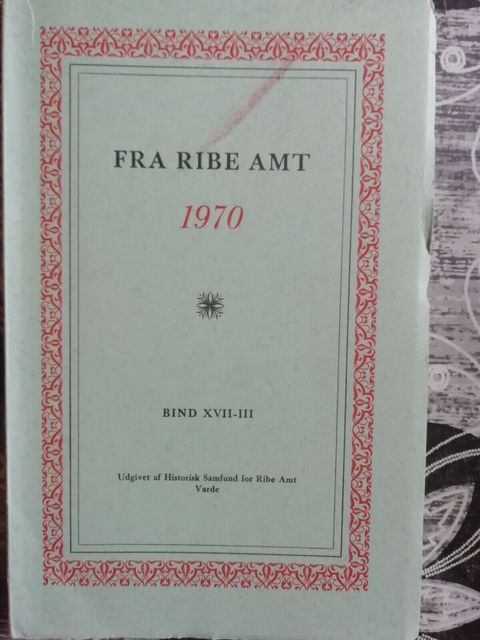 FRA RIBE AMT
1970
BIND XVII-III
Udgivet af Historisk Samfund for Ribe Amt
Varde